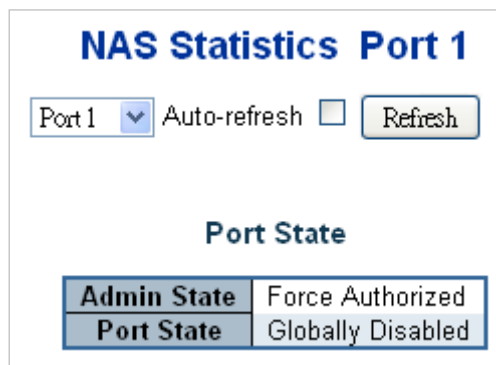 NAS Statistics Port 1
Port 1 Auto-refresh Refresh
Port State
Admin State Force Authorized
Port State Globally Disabled